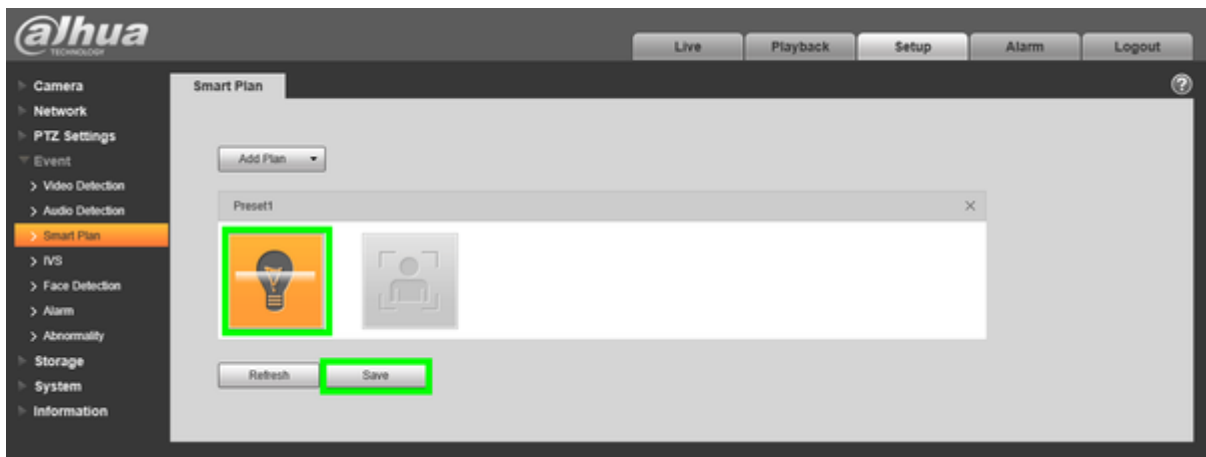 alhua
TECHNOLOGY
Live Playback Setup Alarm Logout
Camera
Network
PTZ Settings
Event
> Video Detection
> Audio Detection
> Smart Plan
> IVS
> Face Detection
> Alarm
> Abnormality
Storage
System
Information
Smart Plan
?
Add Plan
Preset1
Refresh Save